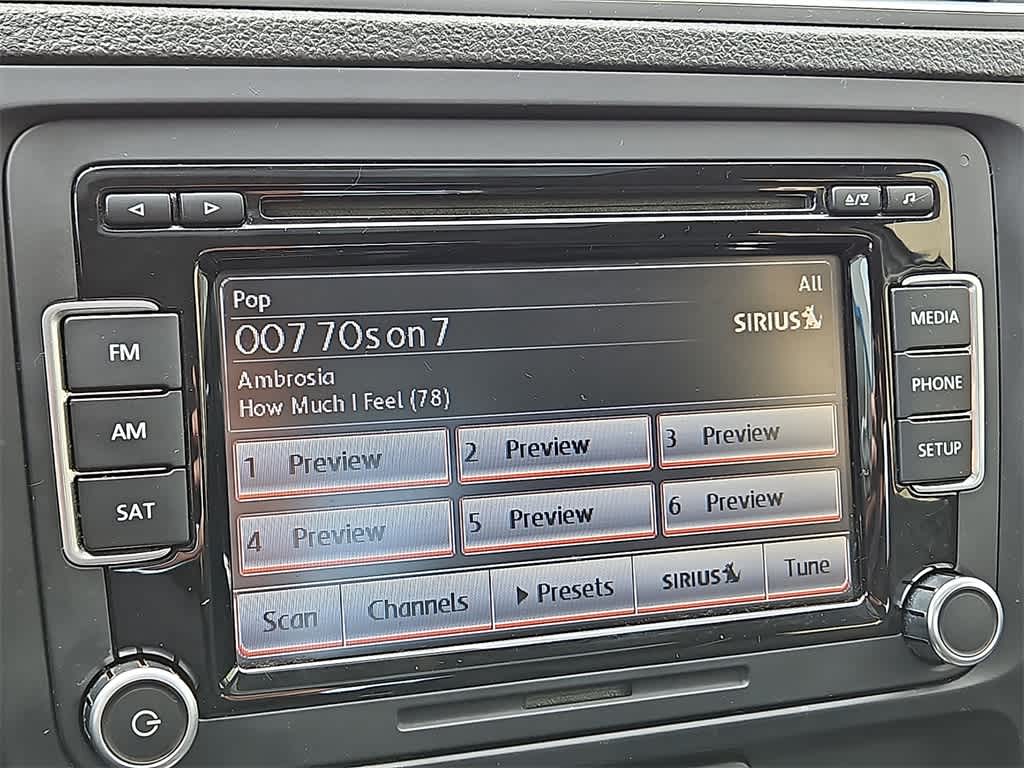 Pop
All
007 70s on 7
SIRIUS
Ambrosia
How Much I Feel (78)
1 Preview
2 Preview
3 Preview
4 Preview
5 Preview
6 Preview
Scan
Channels
Presets
SIRIUS
Tune
FM
AM
SAT
MEDIA
PHONE
SETUP